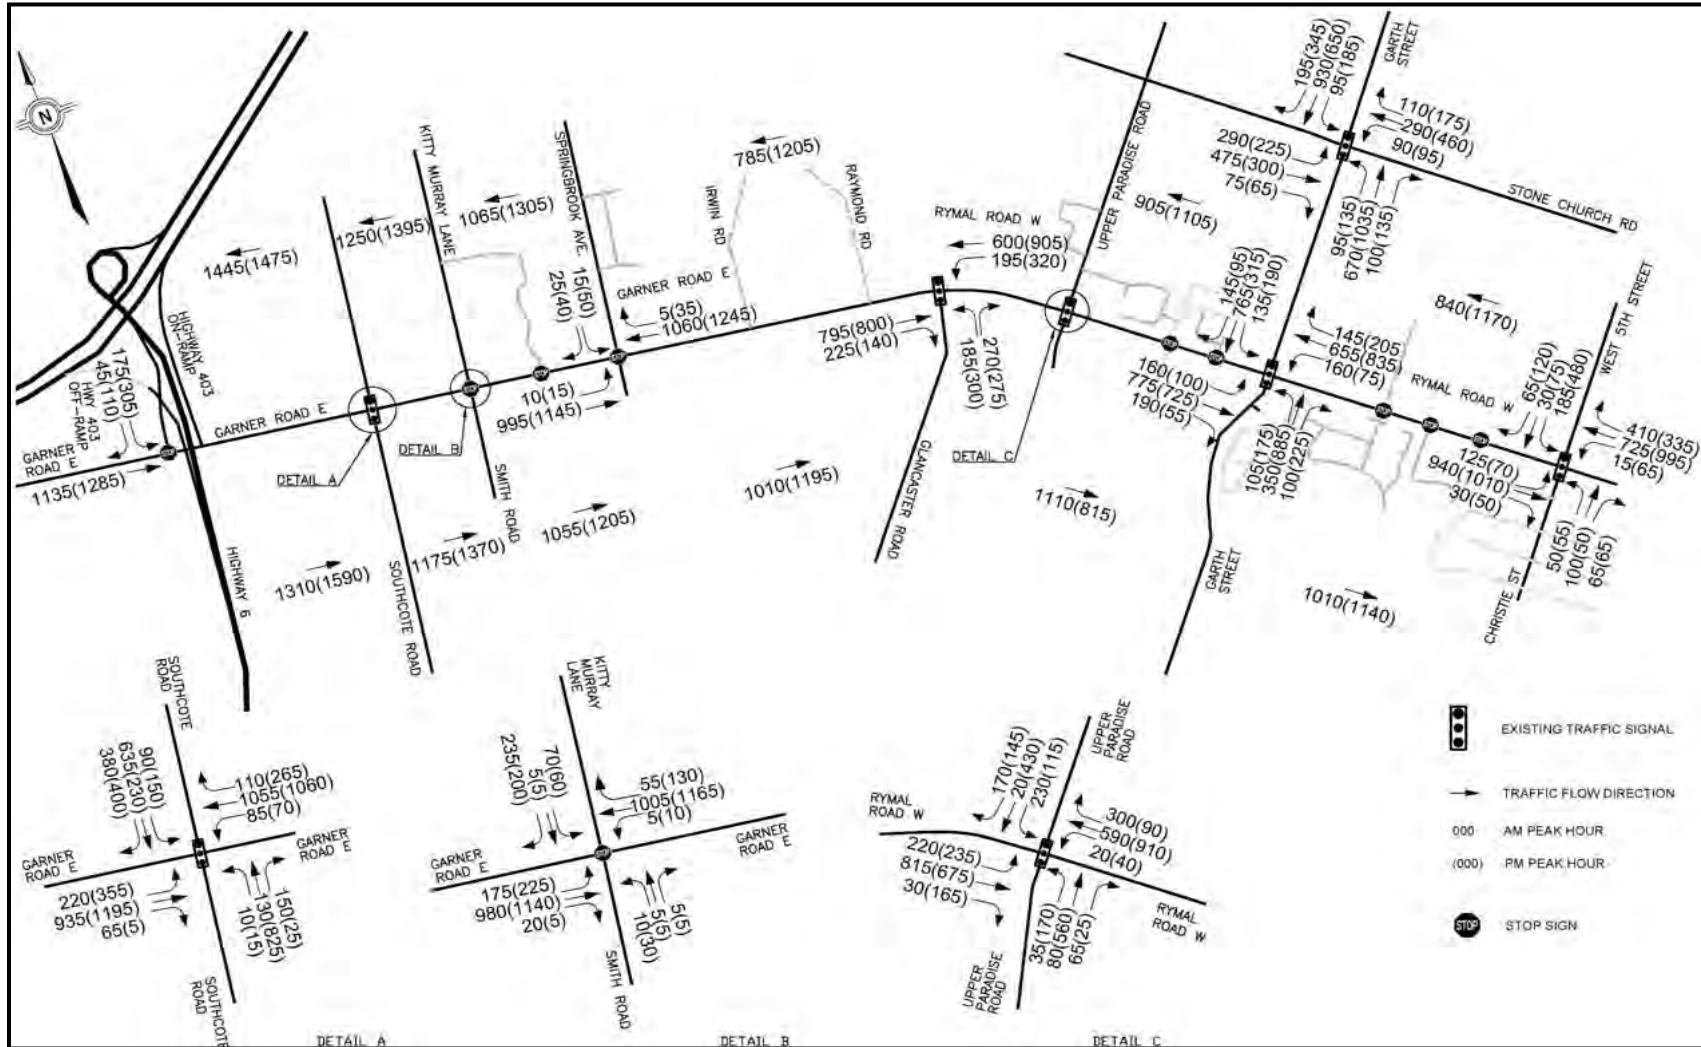 N
195(345)
930(650)
95(185)
GARTH
STREET
110(175)
290(460)
90(95)
290(225)
475(300)
75(65)
95(135)
670(1035)
100(135)
STONE CHURCH RD
UPPER PARADISE ROAD
905(1105)
KITTY MURRAY LANE
SPRINGBROOK AVE.
785(1205)
IRWIN RD
RAYMOND RD
1065(1305)
1250(1395)
1445(1475)
RYMAL ROAD W
600(905)
195(320)
15(50)
25(40)
GARNER ROAD E
5(35)
1060(1245)
10(15)
995(1145)
795(800)
225(140)
270(275)
185(300)
GLANCASTER ROAD
DETAIL C
145(95)
765(315)
135(190)
145(205
655(835)
160(75)
160(100)
775(725)
190(55)
105(175)
350(885)
100(225)
840(1170)
WEST 5TH STREET
RYMAL ROAD W
65(120)
30(75)
185(480)
410(335)
725(995)
15(65)
125(70)
940(1010)
30(50)
50(55)
100(50)
65(65)
CHRISTIE ST
HIGHWAY 403
ON-RAMP
175(305)
45(110)
HWY 403
OFF-RAMP
GARNER
ROAD E
1135(1285)
STOP
GARNER ROAD E
DETAIL A
DETAIL B
STOP
STOP
STOP
STOP
STOP
STOP
STOP
STOP
SMITH ROAD
SOUTHCOTE ROAD
HIGHWAY 6
1310(1590)
1175(1370)
1055(1205)
1010(1195)
1110(815)
GARTH
STREET
1010(1140)
SOUTHCOTE
ROAD
90(150)
635(230)
380(400)
110(265)
1055(1060)
85(70)
GARNER
ROAD E
GARNER
ROAD E
220(355)
935(1195)
65(5)
150(25)
130(825)
10(15)
SOUTHCOTE
ROAD
DETAIL A
KITTY
MURRAY
LANE
70(60)
5(5)
235(200)
55(130)
1005(1165)
5(10)
GARNER
ROAD E
GARNER
ROAD E
STOP
175(225)
980(1140)
20(5)
5(5)
5(5)
10(30)
SMITH ROAD
DETAIL B
UPPER
PARADISE
ROAD
170(145)
20(430)
230(115)
RYMAL
ROAD W
300(90)
590(910)
20(40)
220(235)
815(675)
30(165)
35(170)
80(560)
65(25)
RYMAL
ROAD W
UPPER
PARADISE
ROAD
DETAIL C
EXISTING TRAFFIC SIGNAL
TRAFFIC FLOW DIRECTION
000 AM PEAK HOUR
(000) PM PEAK HOUR
STOP STOP SIGN